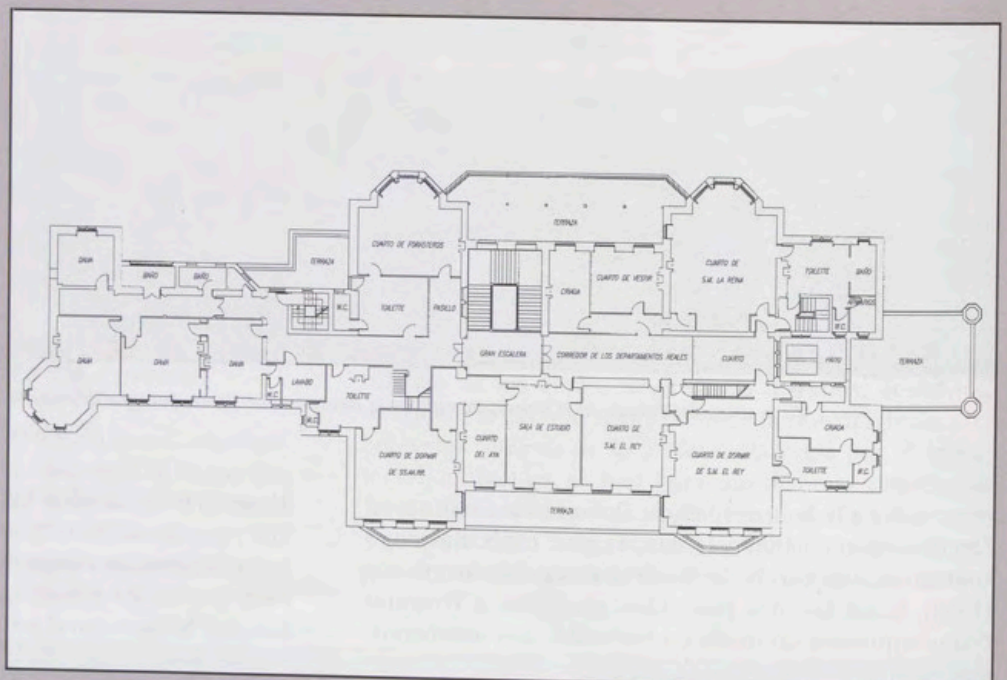 TERRAZA
CUARTO DE FORASTEROS
DAMA
TERRAZA
CUARTO DE
S.M. LA REINA
TOILETTE
BAÑO
BAÑO
BAÑO
CRIADA
CUARTO DE VESTIR
TOILETTE
PASILLO
W.C.
W.C.
GRAN ESCALERA
CORREDOR DE LOS DEPARTAMENTOS REALES
CUARTO
PATIO
TERRAZA
DAMA
DAMA
DAMA
LAVABO
TOILETTE
W.C.
W.C.
CUARTO
DEL AYA
SALA DE ESTUDIO
CUARTO DE
S.M. EL REY
CRIADA
CUARTO DE DORMIR
DE SS.AA.RR.
CUARTO DE DORMIR
DE S.M. EL REY
TOILETTE
W.C.
TERRAZA